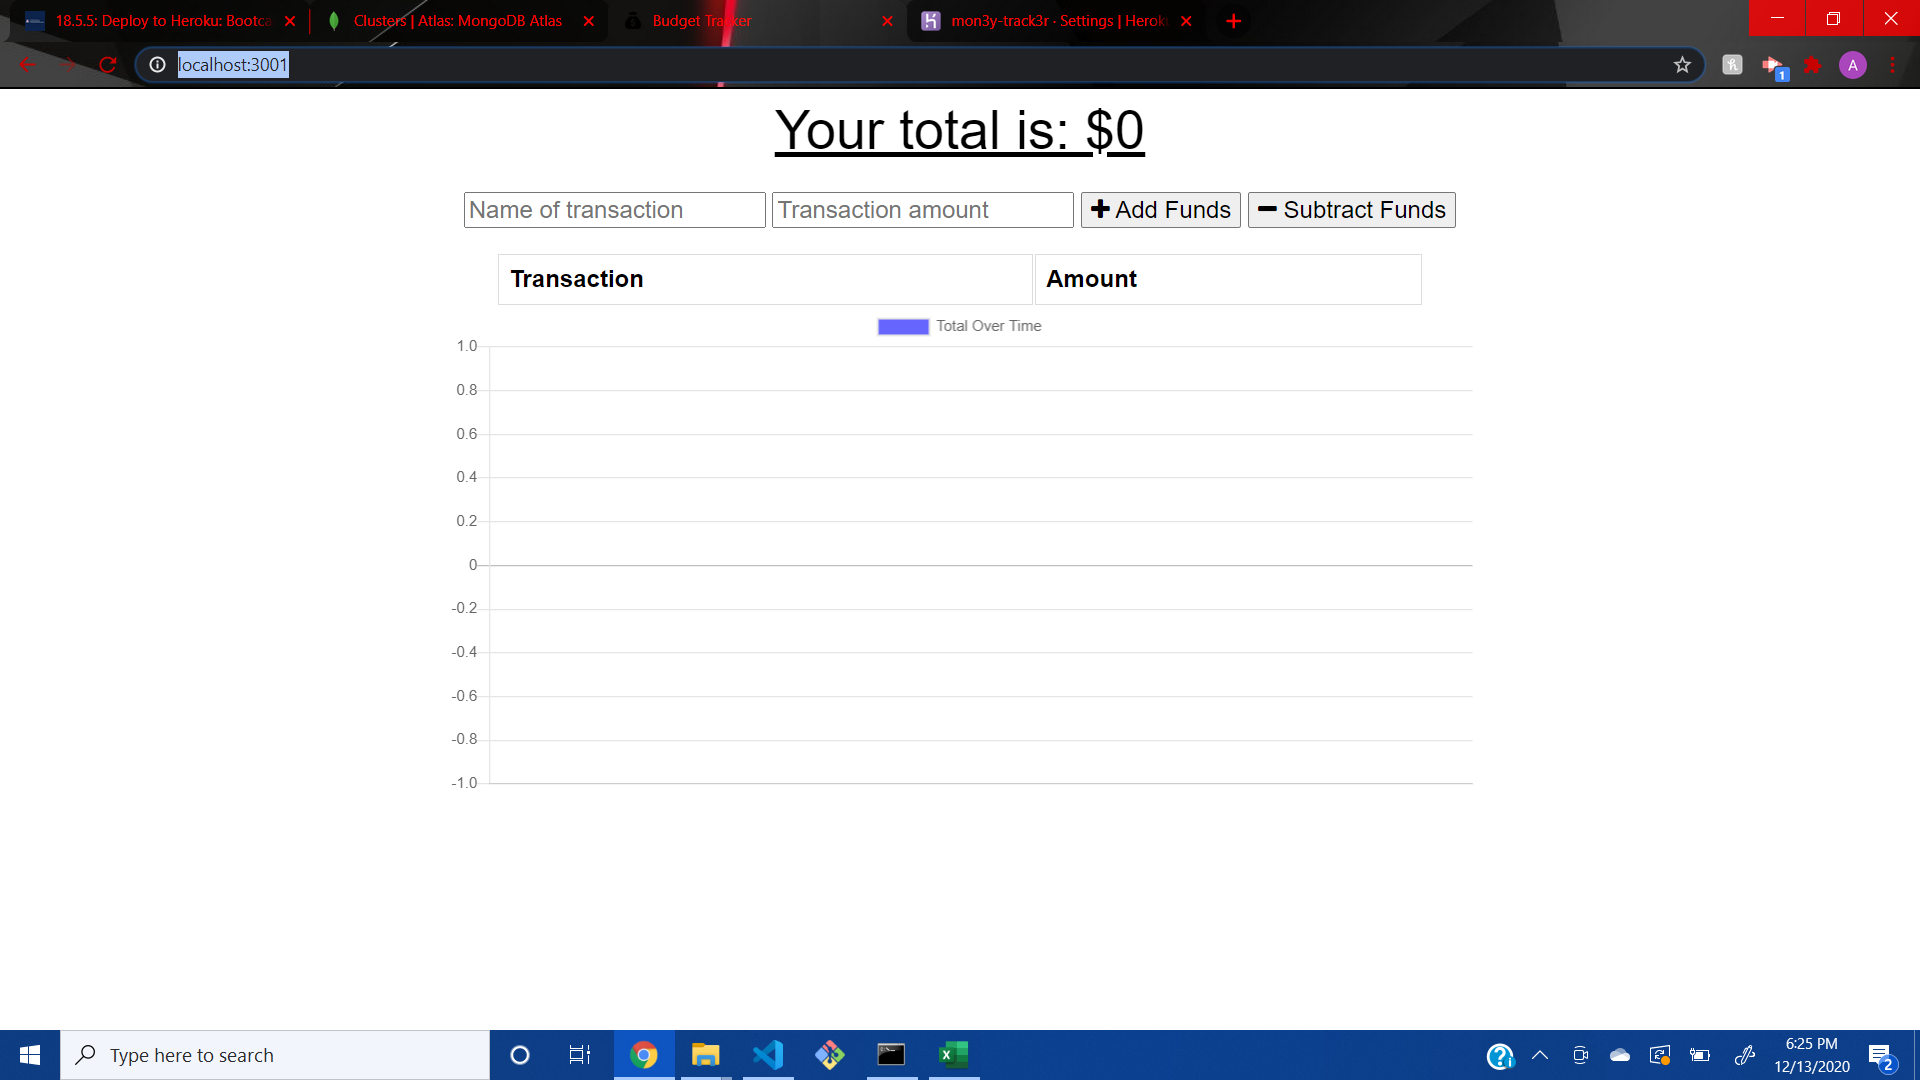 18.5.5: Deploy to Heroku: Bootca
Clusters | Atlas: MongoDB Atlas
Budget Tracker
mon3y-track3r · Settings | Heroku
localhost:3001
A
1
Your total is: $0
Name of transaction
Transaction amount
Add Funds
Subtract Funds
Transaction
Amount
Total Over Time
1.0
0.8
0.6
0.4
0.2
0
-0.2
-0.4
-0.6
-0.8
-1.0
Type here to search
6:25 PM
12/13/2020
2